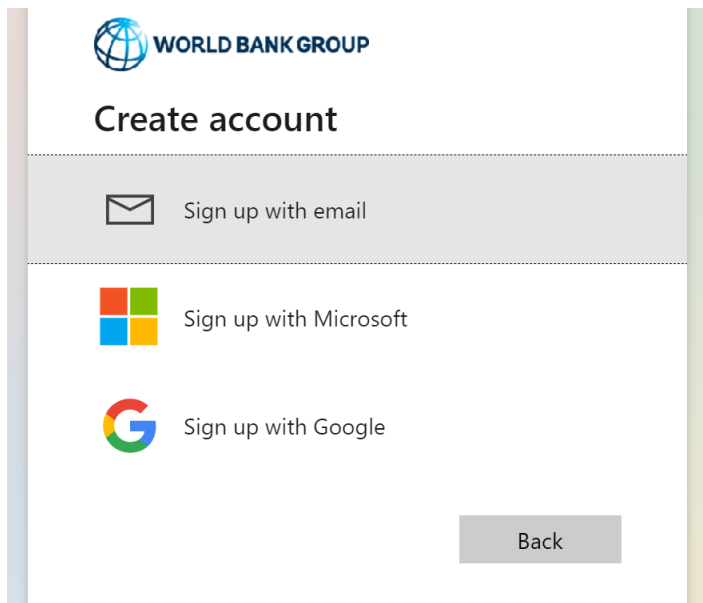 WORLD BANK GROUP
Create account
Sign up with email
Sign up with Microsoft
Sign up with Google
Back